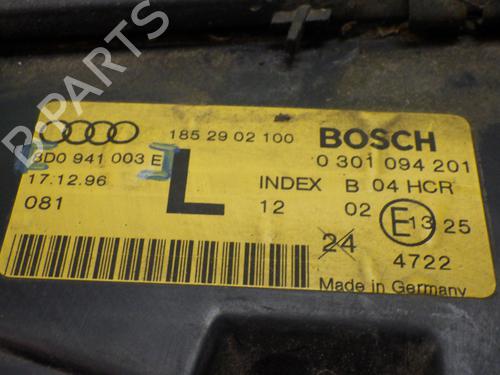 B-PARTS
185 29 02 100 BOSCH
8D0 941 003 E L 0 301 094 201
17.12.96 INDEX B 04 HCR
081 12 02 E13 25
24 4722
Made in Germany